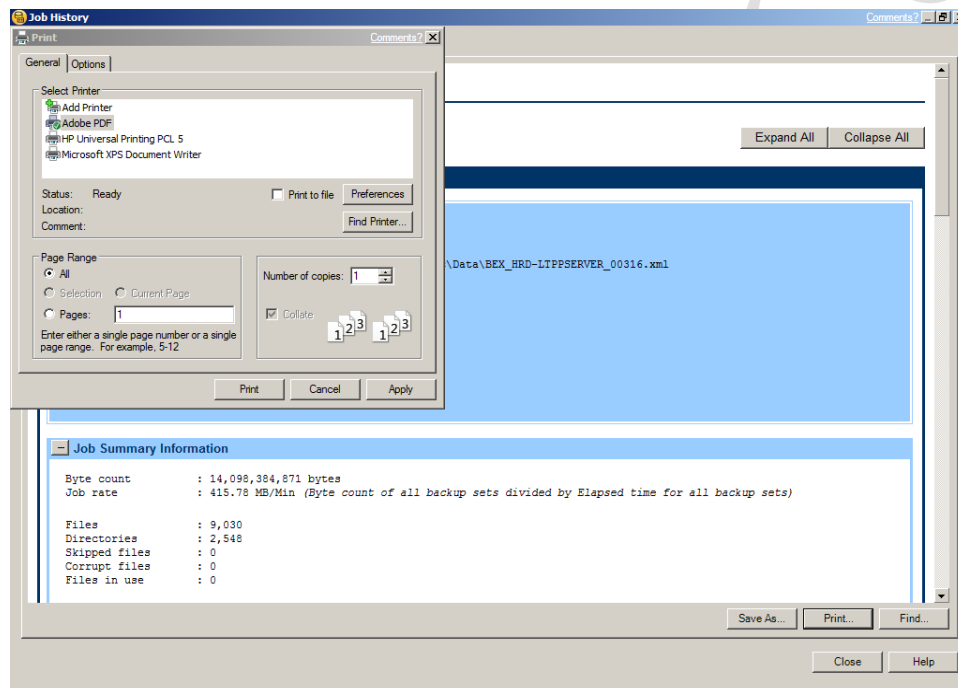 Job History
Comments?
Print
Comments?
General
Options
Select Printer
Add Printer
Adobe PDF
HP Universal Printing PCL 5
Microsoft XPS Document Writer
Status: Ready
Print to file
Preferences
Location:
Comment:
Find Printer...
Page Range
All
Selection
Current Page
Pages: 1
Enter either a single page number or a single
page range. For example, 5-12
Number of copies: 1
Collate
1 2 3 1 2 3
Print
Cancel
Apply
Expand All
Collapse All
\Data\BEX_HRD-LTPPSERVER_00316.xml
Job Summary Information
Byte count : 14,098,384,871 bytes
Job rate : 415.78 MB/Min (Byte count of all backup sets divided by Elapsed time for all backup sets)
Files : 9,030
Directories : 2,548
Skipped files : 0
Corrupt files : 0
Files in use : 0
Save As...
Print...
Find...
Close
Help